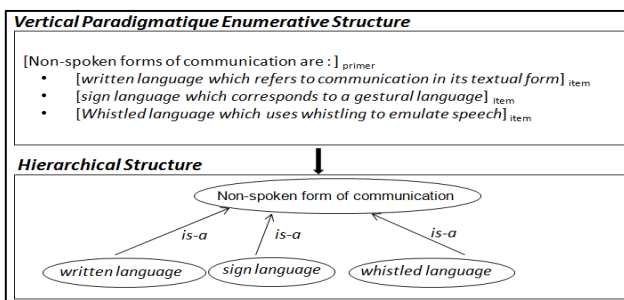 Vertical Paradigmatique Enumerative Structure
[Non-spoken forms of communication are :] primer
• [written language which refers to communication in its textual form] item
• [sign language which corresponds to a gestural language] item
• [Whistled language which uses whistling to emulate speech] item
Hierarchical Structure
Non-spoken form of communication
is-a is-a is-a
written language sign language whistled language